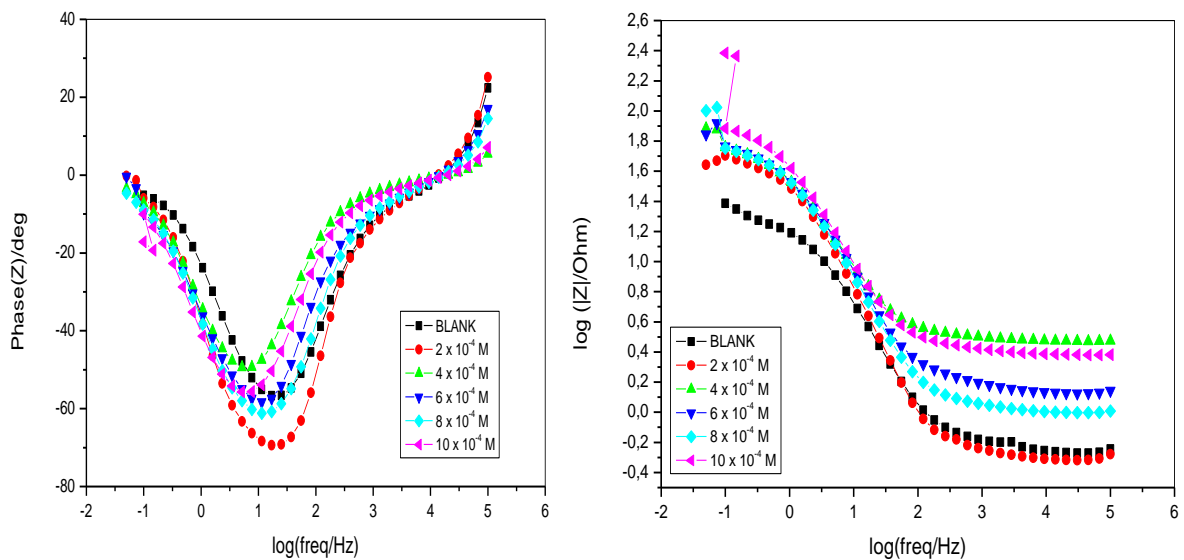 40
20
0
-20
-40
-60
-80
Phase(Z)/deg
-2 -1 0 1 2 3 4 5 6
log(freq/Hz)
BLANK
2 x 10⁻⁴ M
4 x 10⁻⁴ M
6 x 10⁻⁴ M
8 x 10⁻⁴ M
10 x 10⁻⁴ M
2,6
2,4
2,2
2,0
1,8
1,6
1,4
1,2
1,0
0,8
0,6
0,4
0,2
0,0
-0,2
-0,4
log (|Z|/Ohm)
-2 -1 0 1 2 3 4 5 6
log(freq/Hz)
BLANK
2 x 10⁻⁴ M
4 x 10⁻⁴ M
6 x 10⁻⁴ M
8 x 10⁻⁴ M
10 x 10⁻⁴ M